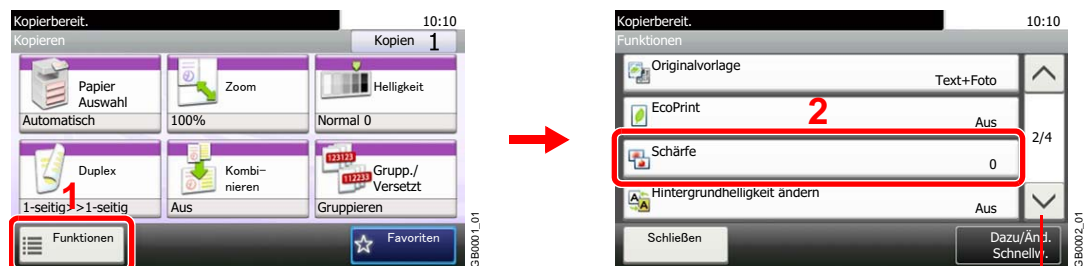 Kopierbereit. 10:10
Kopieren Kopien 1
Papier
Auswahl
Automatisch
Zoom
100%
Helligkeit
Normal 0
Duplex
1-seitig>>1-seitig
Kombi-
nieren
Aus
123123
112233
Grupp./
Versetzt
Gruppieren
1
Funktionen
Favoriten
GB0001_01
Kopierbereit. 10:10
Funktionen
Originalvorlage
Text+Foto
EcoPrint
Aus
2
Schärfe
0
2/4
Hintergrundhelligkeit ändern
Aus
Schließen
Dazu/Änd.
Schnellw.
GB0002_01